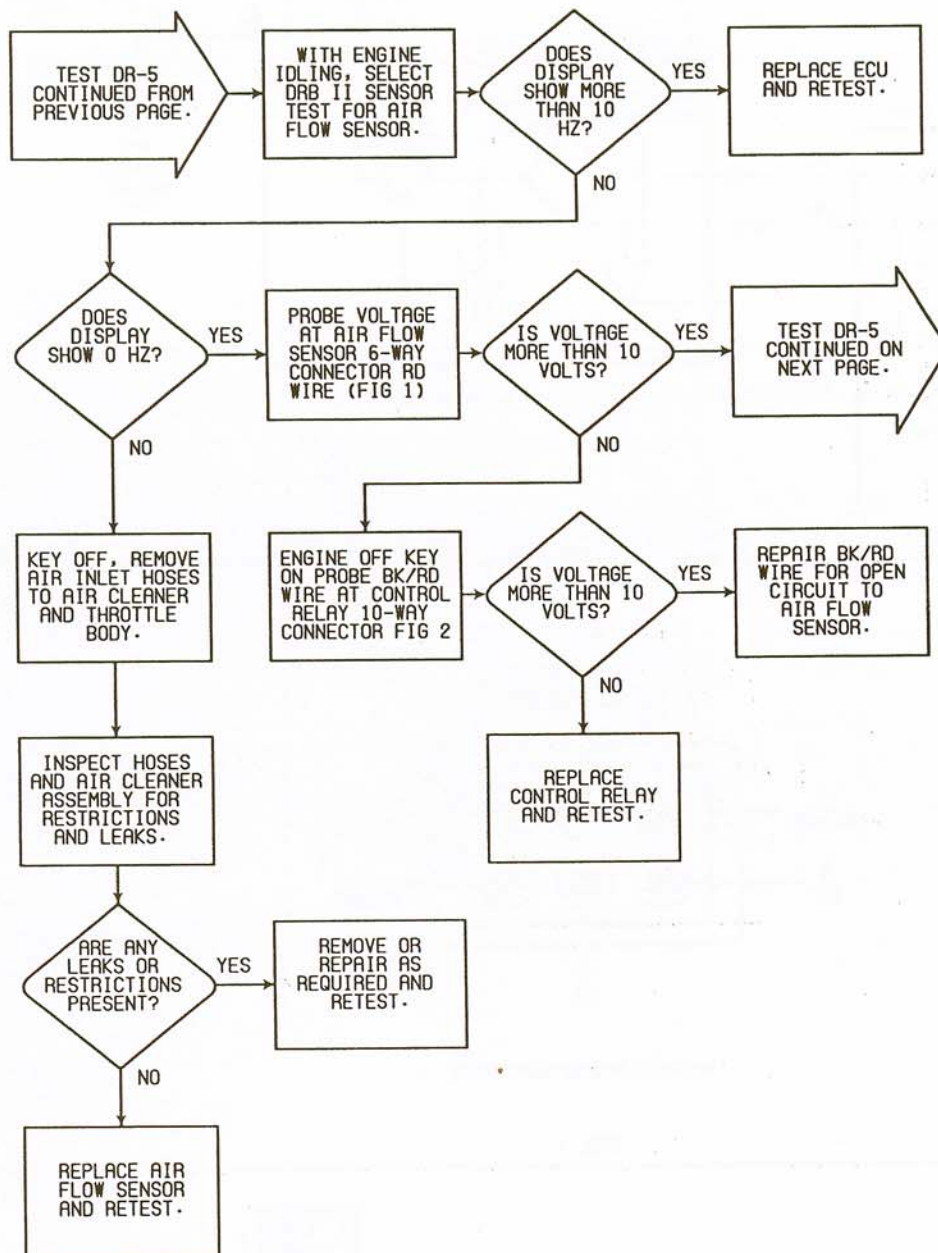 TEST DR-5
CONTINUED FROM
PREVIOUS PAGE.
WITH ENGINE
IDLING, SELECT
DRB II SENSOR
TEST FOR AIR
FLOW SENSOR.
DOES
DISPLAY
SHOW MORE
THAN 10
HZ?
YES
REPLACE ECU
AND RETEST.
NO
DOES
DISPLAY
SHOW 0 HZ?
YES
PROBE VOLTAGE
AT AIR FLOW
SENSOR 6-WAY
CONNECTOR RD
WIRE (FIG 1)
IS VOLTAGE
MORE THAN 10
VOLTS?
YES
TEST DR-5
CONTINUED ON
NEXT PAGE.
NO
NO
KEY OFF, REMOVE
AIR INLET HOSES
TO AIR CLEANER
AND THROTTLE
BODY.
ENGINE OFF KEY
ON PROBE BK/RD
WIRE AT CONTROL
RELAY 10-WAY
CONNECTOR FIG 2
IS VOLTAGE
MORE THAN 10
VOLTS?
YES
REPAIR BK/RD
WIRE FOR OPEN
CIRCUIT TO
AIR FLOW
SENSOR.
NO
INSPECT HOSES
AND AIR CLEANER
ASSEMBLY FOR
RESTRICTIONS
AND LEAKS.
REPLACE
CONTROL RELAY
AND RETEST.
ARE ANY
LEAKS OR
RESTRICTIONS
PRESENT?
YES
REMOVE OR
REPAIR AS
REQUIRED AND
RETEST.
NO
REPLACE AIR
FLOW SENSOR
AND RETEST.